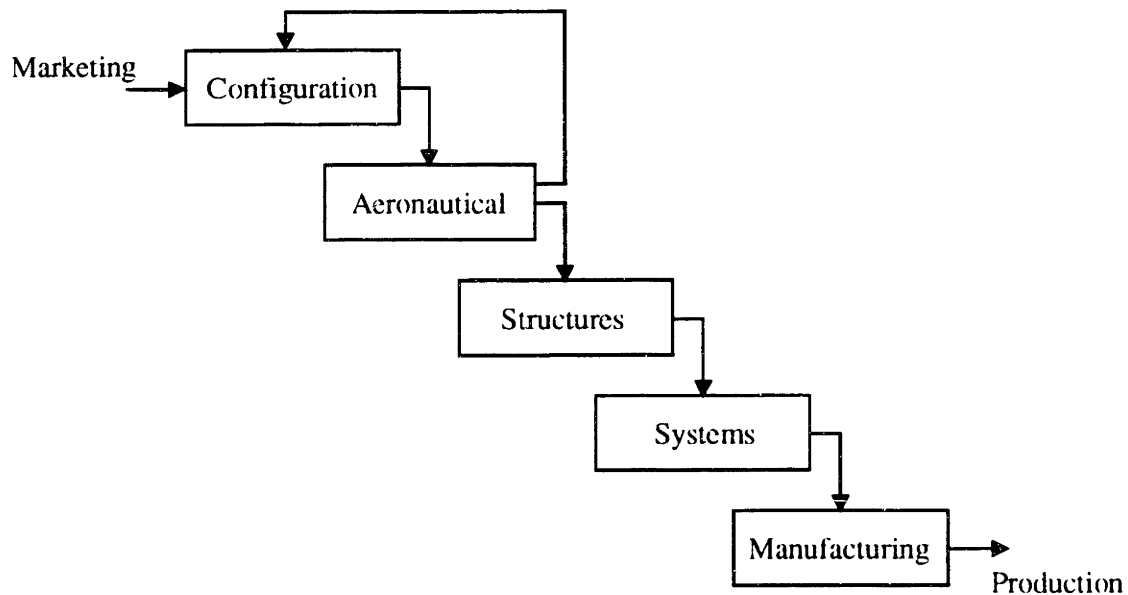 Marketing
Configuration
Aeronautical
Structures
Systems
Manufacturing
Production